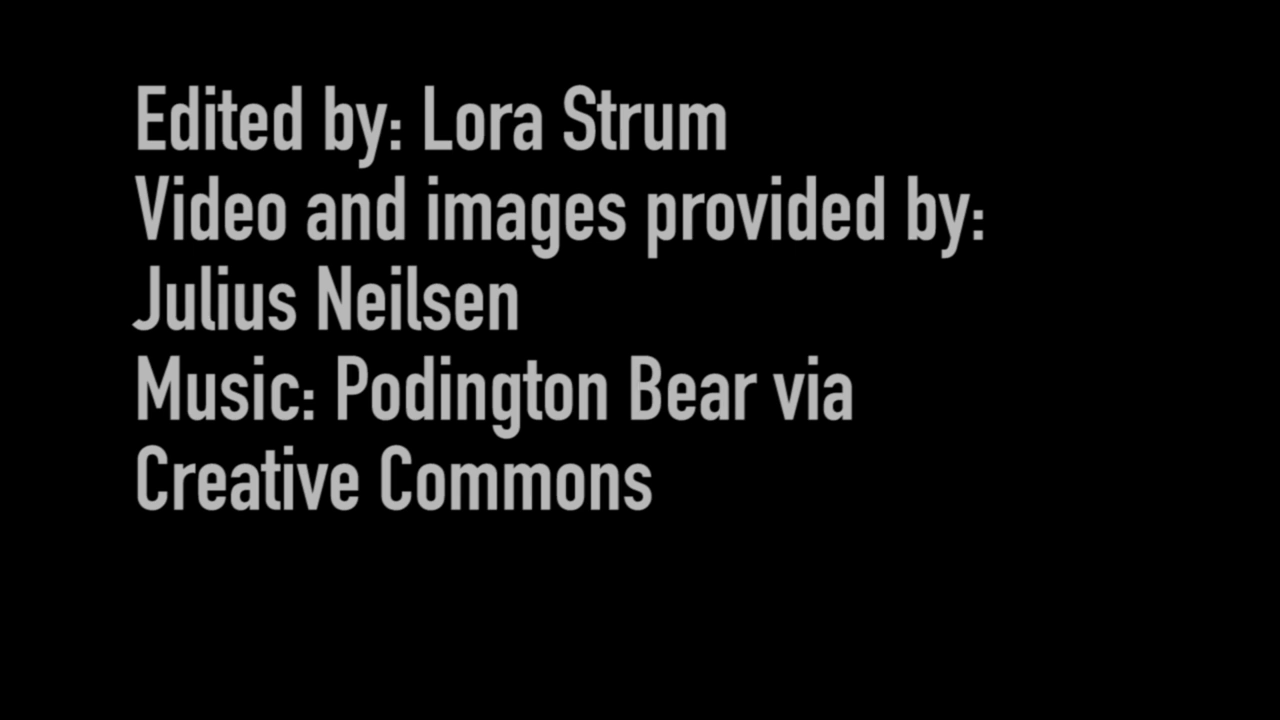 Edited by: Lora Strum
Video and images provided by:
Julius Neilsen
Music: Podington Bear via
Creative Commons